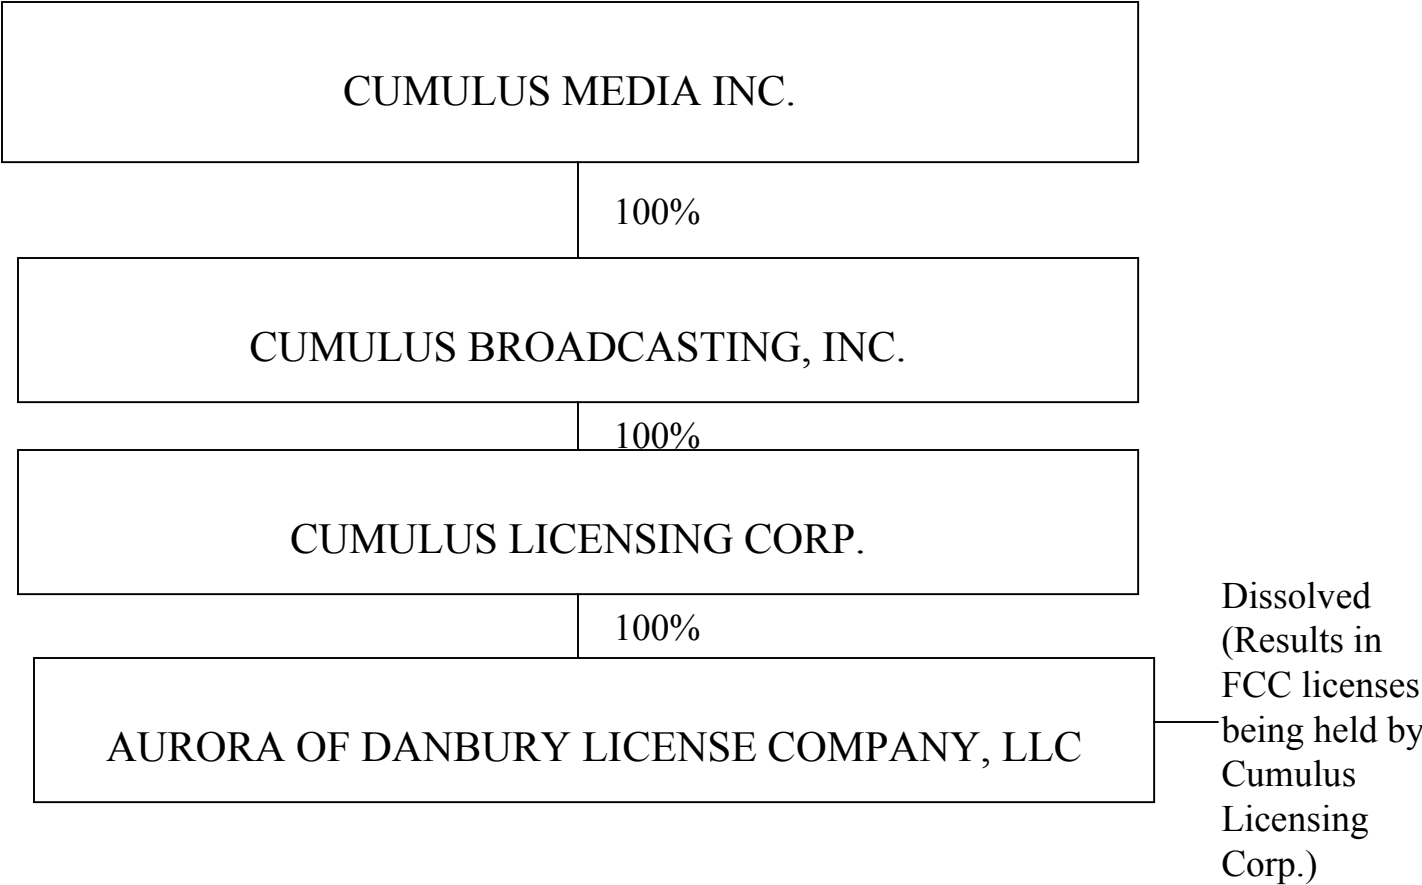 CUMULUS MEDIA INC.
100%
CUMULUS BROADCASTING, INC.
100%
CUMULUS LICENSING CORP.
100%
AURORA OF DANBURY LICENSE COMPANY, LLC
Dissolved
(Results in
FCC licenses
being held by
Cumulus
Licensing
Corp.)